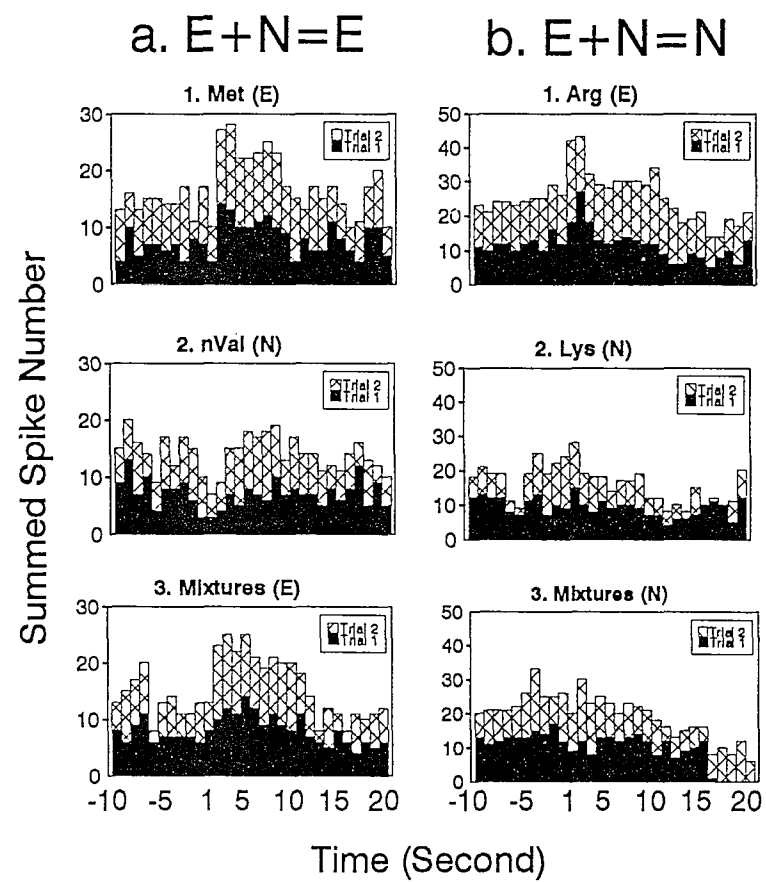 a. E+N=E
b. E+N=N
1. Met (E)
30
20
10
0
Trial 2
Trial 1
1. Arg (E)
50
40
30
20
10
0
Trial 2
Trial 1
2. nVal (N)
30
20
10
0
Trial 2
Trial 1
2. Lys (N)
50
40
30
20
10
0
Trial 2
Trial 1
3. Mixtures (E)
30
20
10
0
Trial 2
Trial 1
-10 -5 1 5 10 15 20
3. Mixtures (N)
50
40
30
20
10
0
Trial 2
Trial 1
-10 -5 1 5 10 15 20
Summed Spike Number
Time (Second)